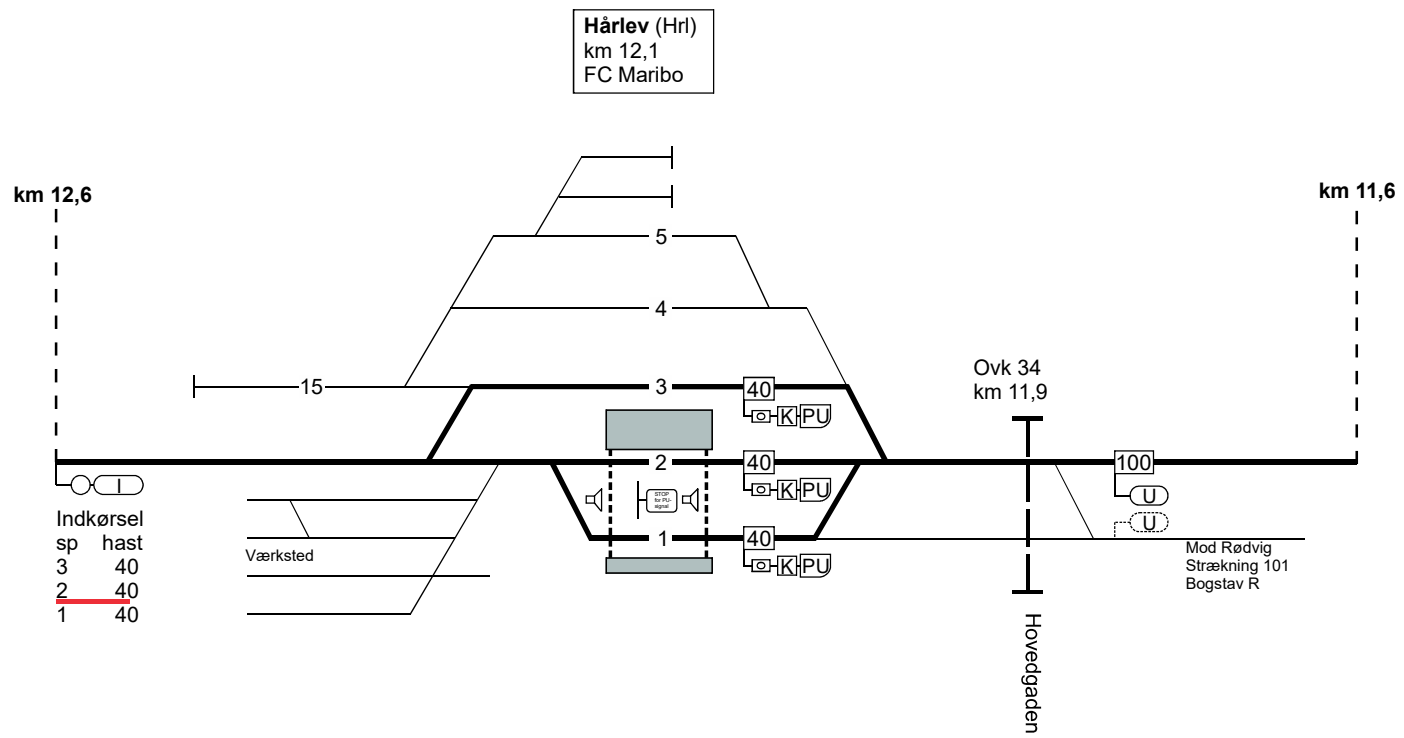 Hårlev (Hrl)
km 12,1
FC Maribo
km 12,6
km 11,6
5
4
15
3
40
K PU
Ovk 34
km 11,9
2
40
K PU
100
U
I
STOP
for PU-
signal
1
40
K PU
U
Indkørsel
sp hast
3 40
2 40
1 40
Værksted
Mod Rødvig
Strækning 101
Bogstav R
Hovedgaden